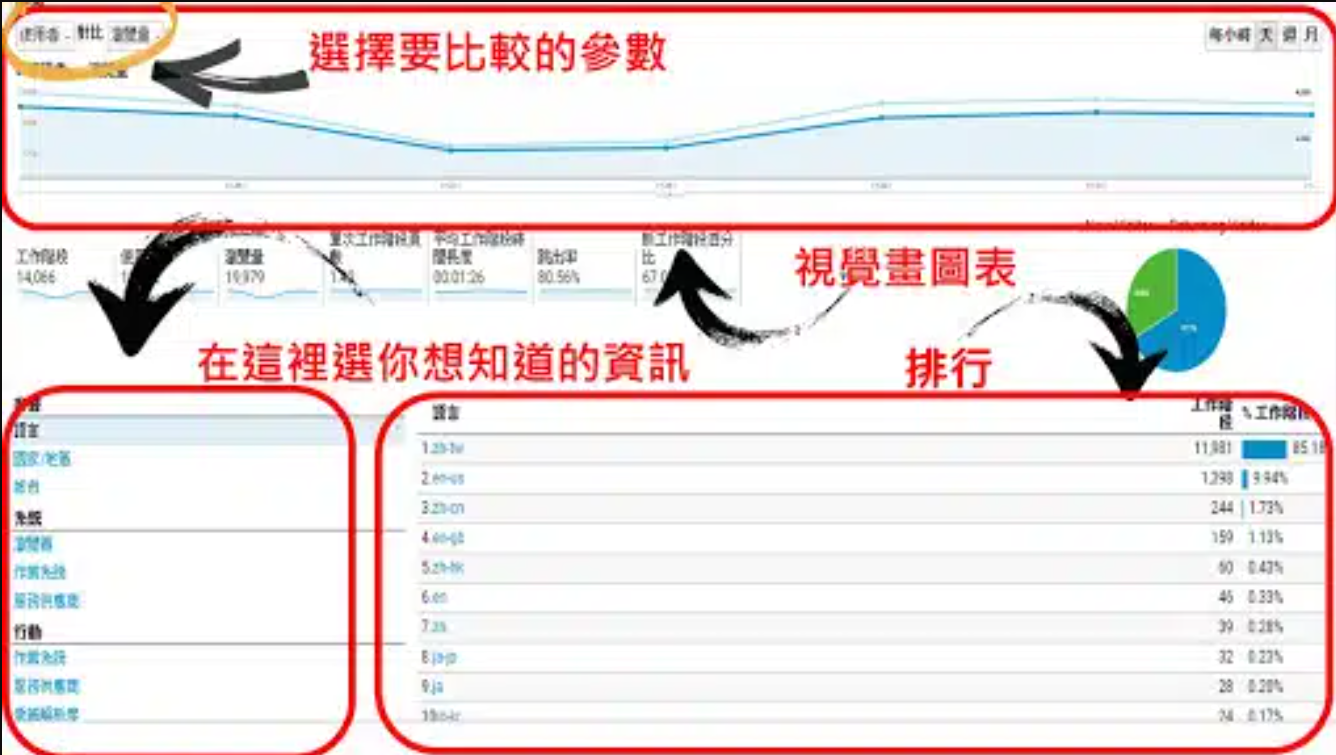 使用者 對比 瀏覽量
選擇要比較的參數
每小時 天 週 月
工作階段
14,066
瀏覽量
19,979
單次工作階段頁數
平均工作階段時間長度
00:01:26
跳出率
80.56%
新工作階段百分比
視覺畫圖表
在這裡選你想知道的資訊
排行
語言
國家/地區
城市
系統
瀏覽器
作業系統
服務供應商
行動
作業系統
服務供應商
螢幕解析度
語言 工作階段 % 工作階段
1.zh-tw 11,981 85.18
2.en-us 1,398 9.94%
3.zh-cn 244 1.73%
4.en-gb 159 1.13%
5.zh-hk 60 0.43%
6.en 46 0.33%
7.zh 39 0.28%
8.ja-jp 32 0.23%
9.ja 28 0.20%
24 0.17%